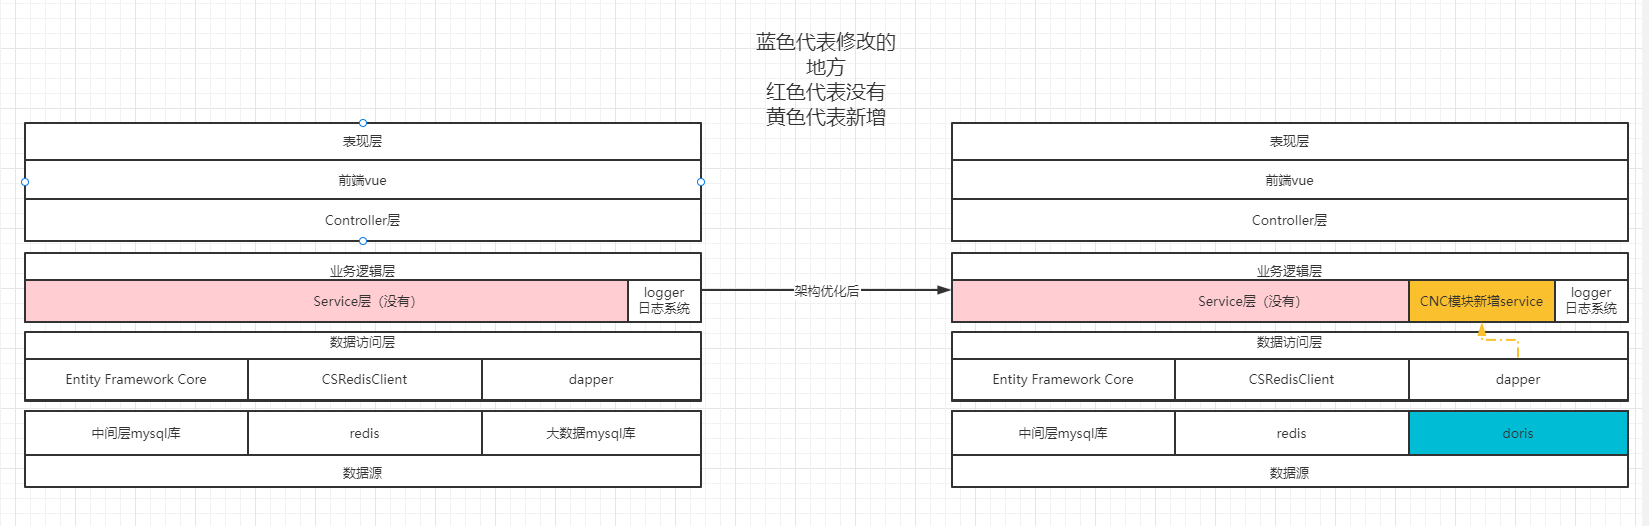 蓝色代表修改的
地方
红色代表没有
黄色代表新增
表现层
前端vue
Controller层
业务逻辑层
Service层（没有）
logger
日志系统
数据访问层
Entity Framework Core
CSRedisClient
dapper
中间层mysql库
redis
大数据mysql库
数据源
架构优化后
表现层
前端vue
Controller层
业务逻辑层
Service层（没有）
CNC模块新增service
logger
日志系统
数据访问层
Entity Framework Core
CSRedisClient
dapper
中间层mysql库
redis
doris
数据源